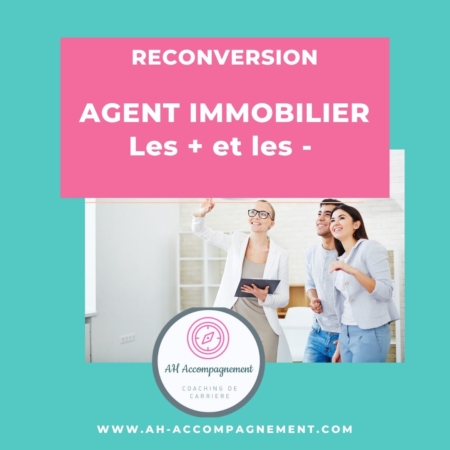 RECONVERSION
AGENT IMMOBILIER
Les + et les -
AH Accompagnement
COACHING DE
CARRIERE
WWW.AH-ACCOMPAGNEMENT.COM